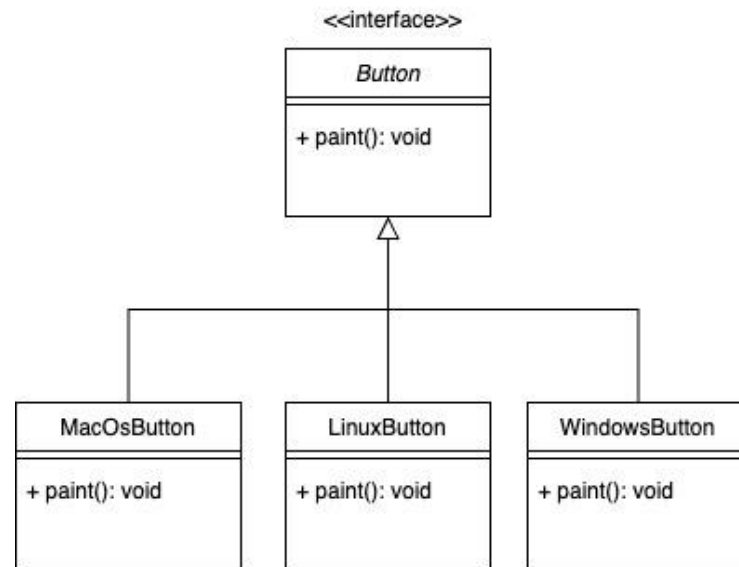 <<interface>>
Button
+ paint(): void
MacOsButton
LinuxButton
WindowsButton
+ paint(): void
+ paint(): void
+ paint(): void